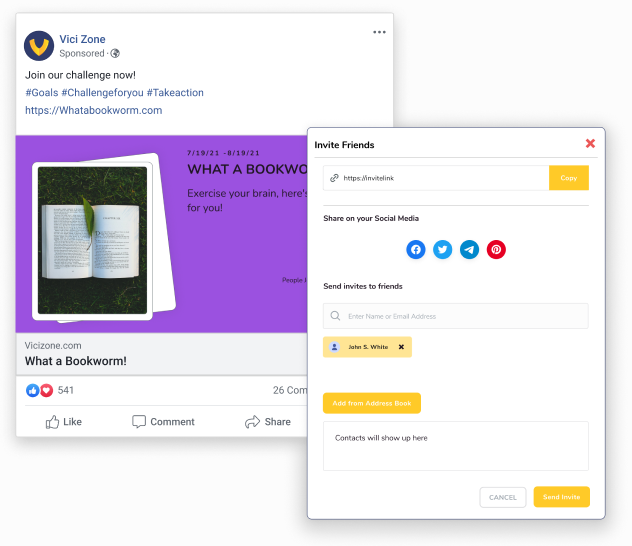 Vici Zone
Sponsored ·
Join our challenge now!
#Goals #Challengeforyou #Takeaction
https://Whatabookworm.com
7/19/21 -8/19/21
WHAT A BOOKWO
Exercise your brain, here's
for you!
People
Vicizone.com
What a Bookworm!
541
26 Com
Like
Comment
Share
Invite Friends
https://invitelink
Copy
Share on your Social Media
Send invites to friends
Enter Name or Email Address
John S. White
Add from Address Book
Contacts will show up here
CANCEL
Send Invite